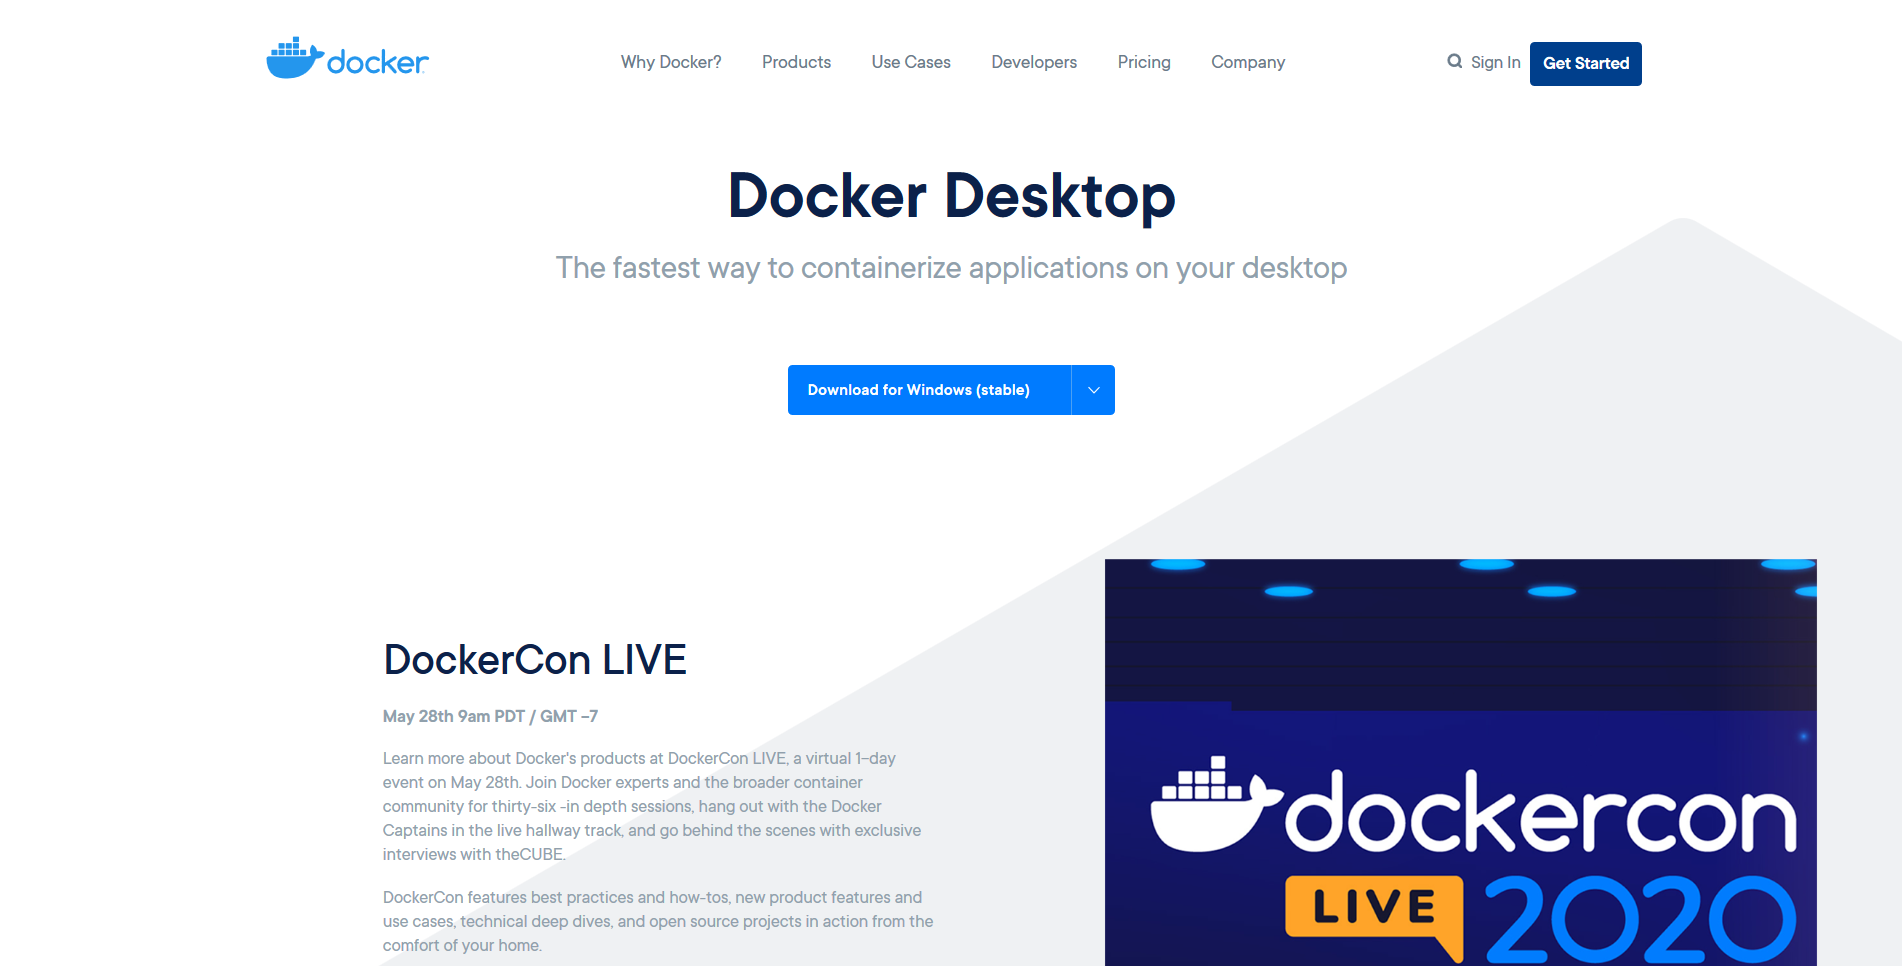 docker
Why Docker?
Products
Use Cases
Developers
Pricing
Company
Sign In
Get Started
Docker Desktop
The fastest way to containerize applications on your desktop
Download for Windows (stable)
DockerCon LIVE
May 28th 9am PDT / GMT -7
Learn more about Docker's products at DockerCon LIVE, a virtual 1-day
event on May 28th. Join Docker experts and the broader container
community for thirty-six -in depth sessions, hang out with the Docker
Captains in the live hallway track, and go behind the scenes with exclusive
interviews with theCUBE.
DockerCon features best practices and how-tos, new product features and
use cases, technical deep dives, and open source projects in action from the
comfort of your home.
dockercon
LIVE 2020